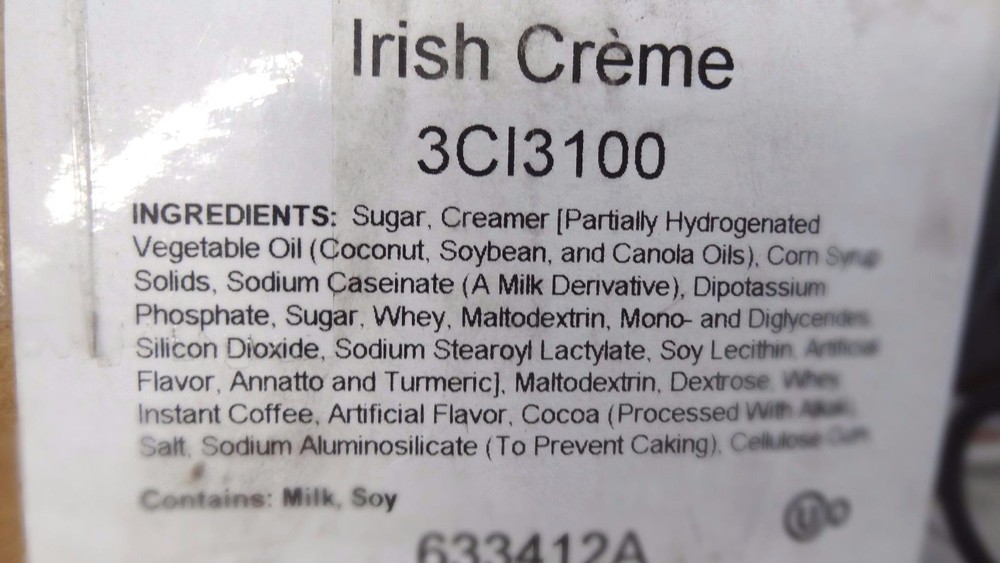 Irish Crème
3CI3100
INGREDIENTS: Sugar, Creamer [Partially Hydrogenated
Vegetable Oil (Coconut, Soybean, and Canola Oils), Corn Syrup
Solids, Sodium Caseinate (A Milk Derivative), Dipotassium
Phosphate, Sugar, Whey, Maltodextrin, Mono- and Diglycerides,
Silicon Dioxide, Sodium Stearoyl Lactylate, Soy Lecithin, Artificial
Flavor, Annatto and Turmeric], Maltodextrin, Dextrose, Whey,
Instant Coffee, Artificial Flavor, Cocoa (Processed With Alkali),
Salt, Sodium Aluminosilicate (To Prevent Caking), Cellulose Gum.
Contains: Milk, Soy
U D
633412A